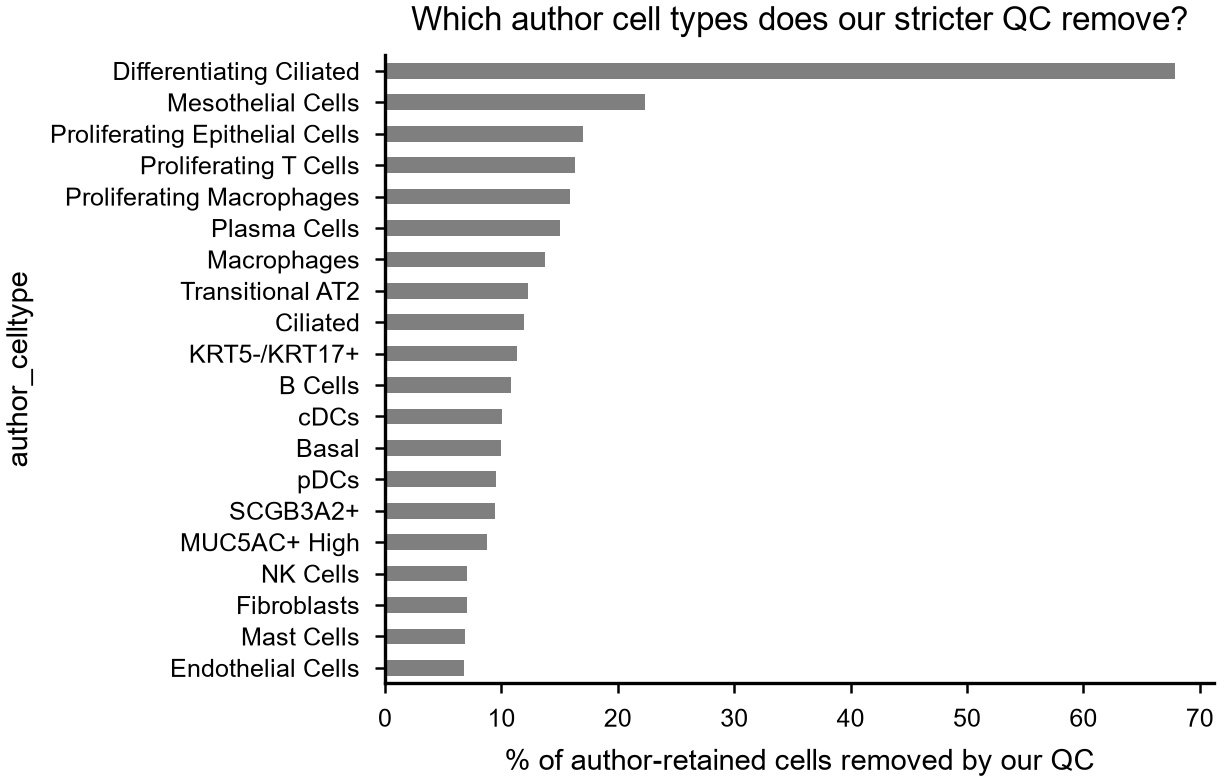 Which author cell types does our stricter QC remove?
author_celltype
Differentiating Ciliated
Mesothelial Cells
Proliferating Epithelial Cells
Proliferating T Cells
Proliferating Macrophages
Plasma Cells
Macrophages
Transitional AT2
Ciliated
KRT5-/KRT17+
B Cells
cDCs
Basal
pDCs
SCGB3A2+
MUC5AC+ High
NK Cells
Fibroblasts
Mast Cells
Endothelial Cells
0 10 20 30 40 50 60 70
% of author-retained cells removed by our QC